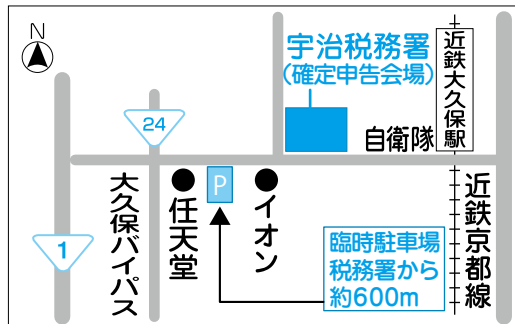 N
宇治税務署
(確定申告会場)
近鉄大久保駅
24
自衛隊
P
1
大久保バイパス
任天堂
イオン
近鉄京都線
臨時駐車場
税務署から
約600m